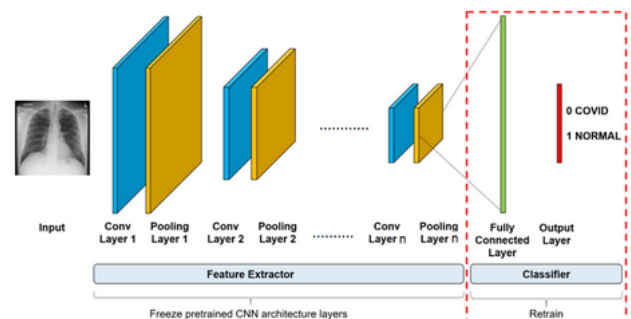 0 COVID
1 NORMAL
Input
Conv
Layer 1
Pooling
Layer 1
Conv
Layer 2
Pooling
Layer 2
Conv
Layer n
Pooling
Layer n
Fully
Connected
Layer
Output
Layer
Feature Extractor
Classifier
Freeze pretrained CNN architecture layers
Retrain